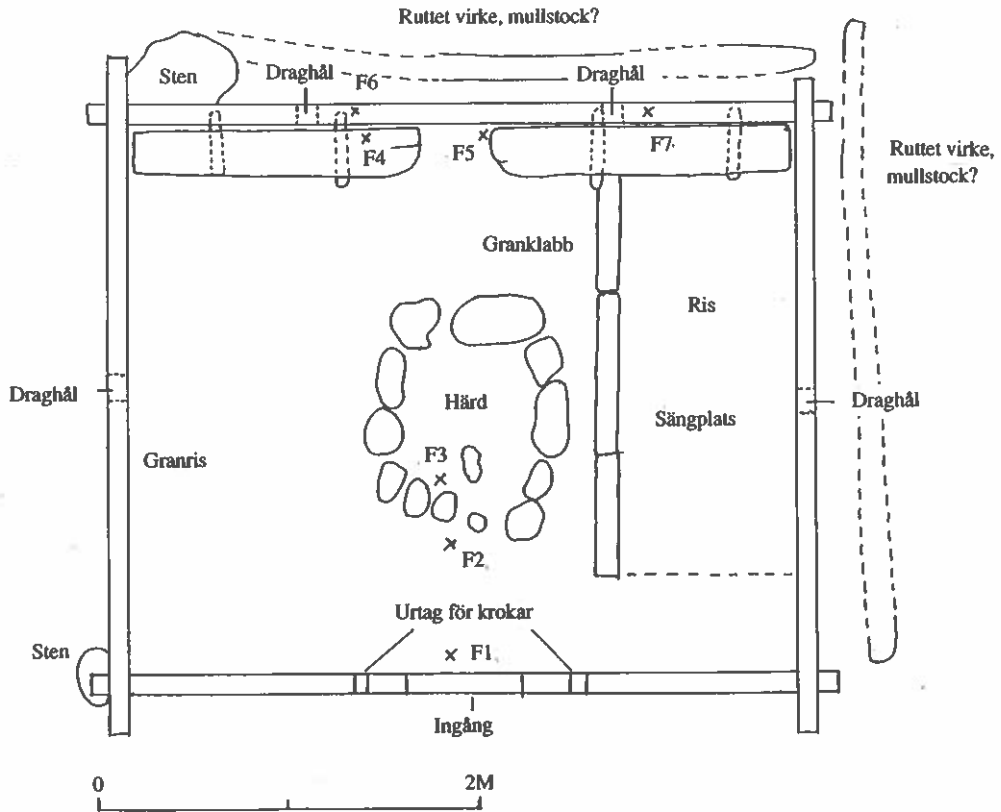 Ruttet virke, mullstock?
Sten
Draghål
F6
Draghål
F4
F5
F7.
Ruttet virke,
mullstock?
Granklabb
Ris
Draghål
Härd
Sängplats
Draghål
Granris
F3
F2
Urtag för krokar
Sten
F1
Ingång
0
2M